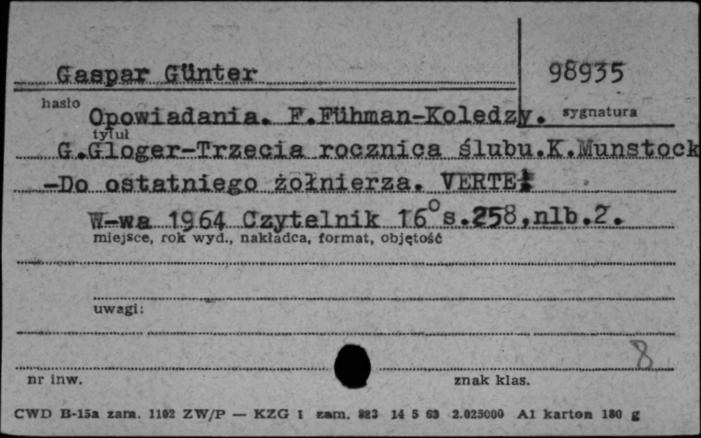 Gaspar Günter
98935
hasło
Opowiadania. F.Fühman-Koledzy.
sygnatura
tytuł
G.Gloger-Trzecia rocznica ślubu.K.Munstock
-Do ostatniego żołnierza. VERTE!
W-wa 1964 Czytelnik 16° s.258,nlb.2.
miejsce, rok wyd., nakładca, format, objętość
uwagi:
8
nr inw.
znak klas.
CWD B-15a zam. 1102 ZW/P — KZG 1 zam. 823 14 5 63 2.025000 A1 karton 180 g